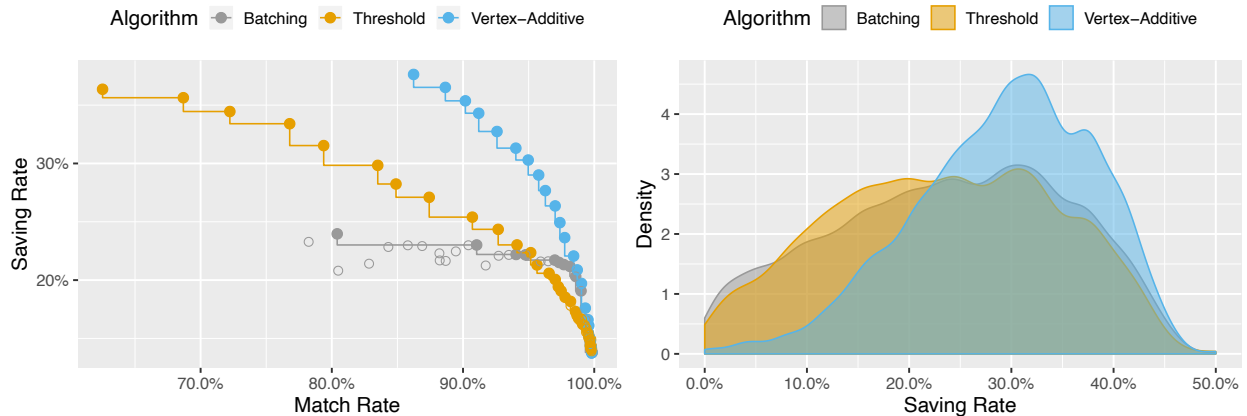 Algorithm Batching Threshold Vertex−Additive
Saving Rate
30%
20%
70.0% 80.0% 90.0% 100.0%
Match Rate
Algorithm Batching Threshold Vertex−Additive
Density
4
3
2
1
0
0.0% 10.0% 20.0% 30.0% 40.0% 50.0%
Saving Rate